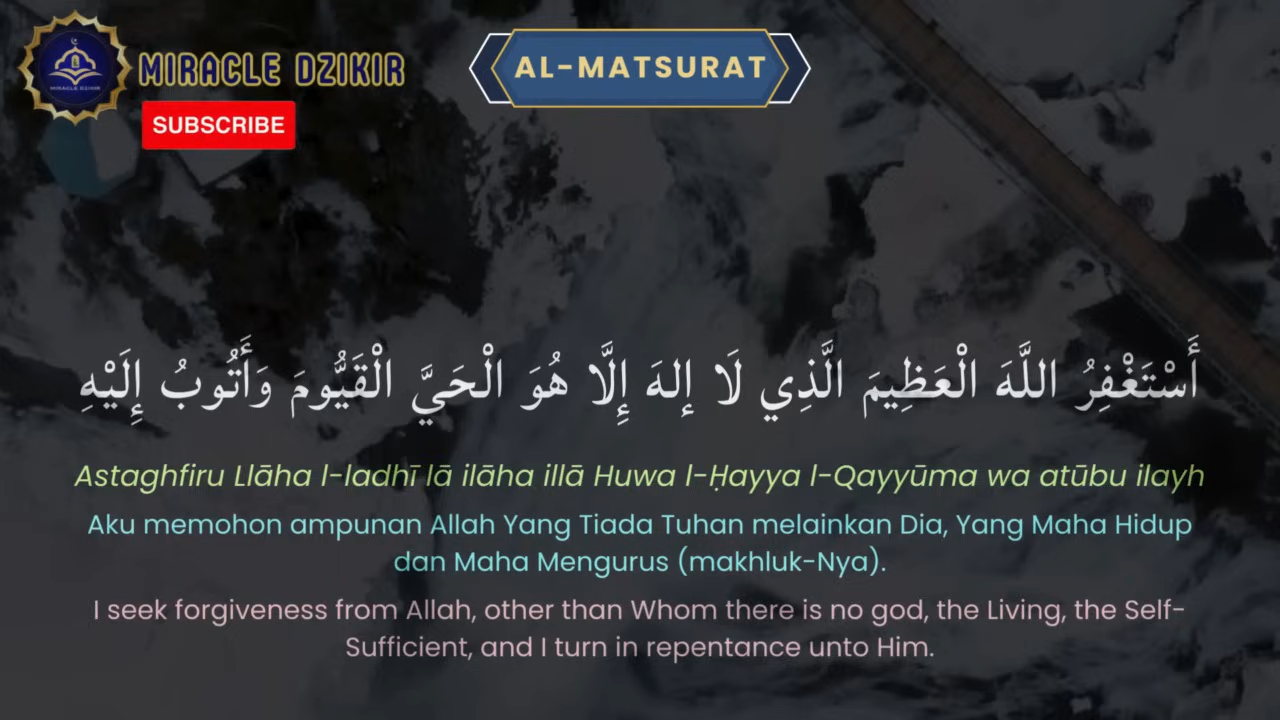 MIRACLE DZIKIR
SUBSCRIBE
AL-MATSURAT
أَسْتَغْفِرُ اللَّهَ الْعَظِيمَ الَّذِي لَا إِلهَ إِلَّا هُوَ الْحَيَّ الْقَيُّومَ وَأَتُوبُ إِلَيْهِ
Astaghfiru Llāha l-ladhī lā ilāha illā Huwa l-Ḥayya l-Qayyūma wa atūbu ilayh
Aku memohon ampunan Allah Yang Tiada Tuhan melainkan Dia, Yang Maha Hidup
dan Maha Mengurus (makhluk-Nya).
I seek forgiveness from Allah, other than Whom there is no god, the Living, the Self-
Sufficient, and I turn in repentance unto Him.